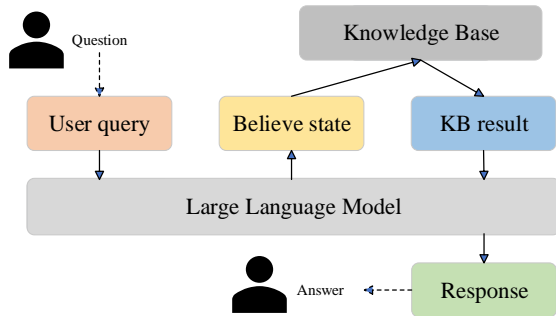 Knowledge Base
Question
User query
Believe state
KB result
Large Language Model
Answer
Response